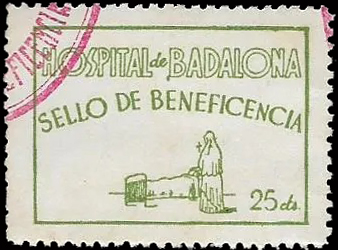 HOSPITAL de BADALONA
SELLO DE BENEFICENCIA
25 cts.